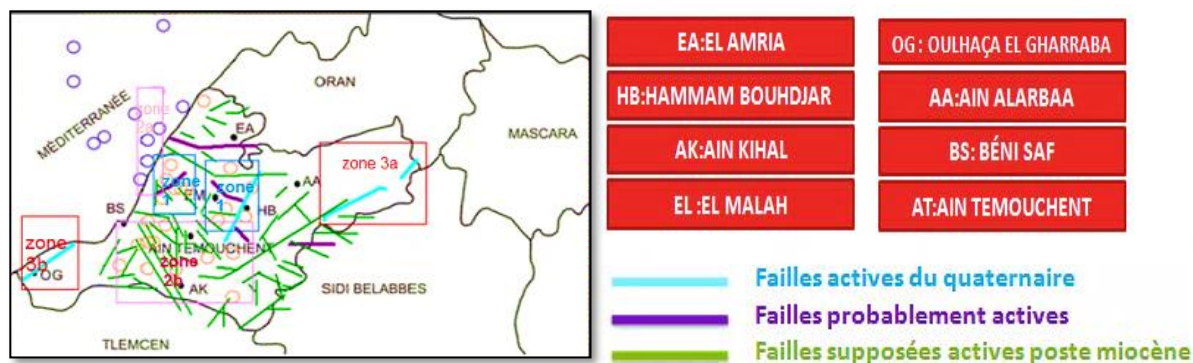 ORAN
MÉDITERRANÉE
zone
EA
MASCARA
zone 3a
zone
1
zone
1
EM
AA
BS
HB
zone
3b
OG
AIN TEMOUCHENT
zone
2b
AK
SIDI BELABBES
TLEMCEN
EA:EL AMRIA
OG : OULHAÇA EL GHARRABA
HB:HAMMAM BOUHDJAR
AA:AIN ALARBAA
AK:AIN KIHAL
BS: BÉNI SAF
EL :EL MALAH
AT:AIN TEMOUCHENT
Failles actives du quaternaire
Failles probablement actives
Failles supposées actives poste miocène